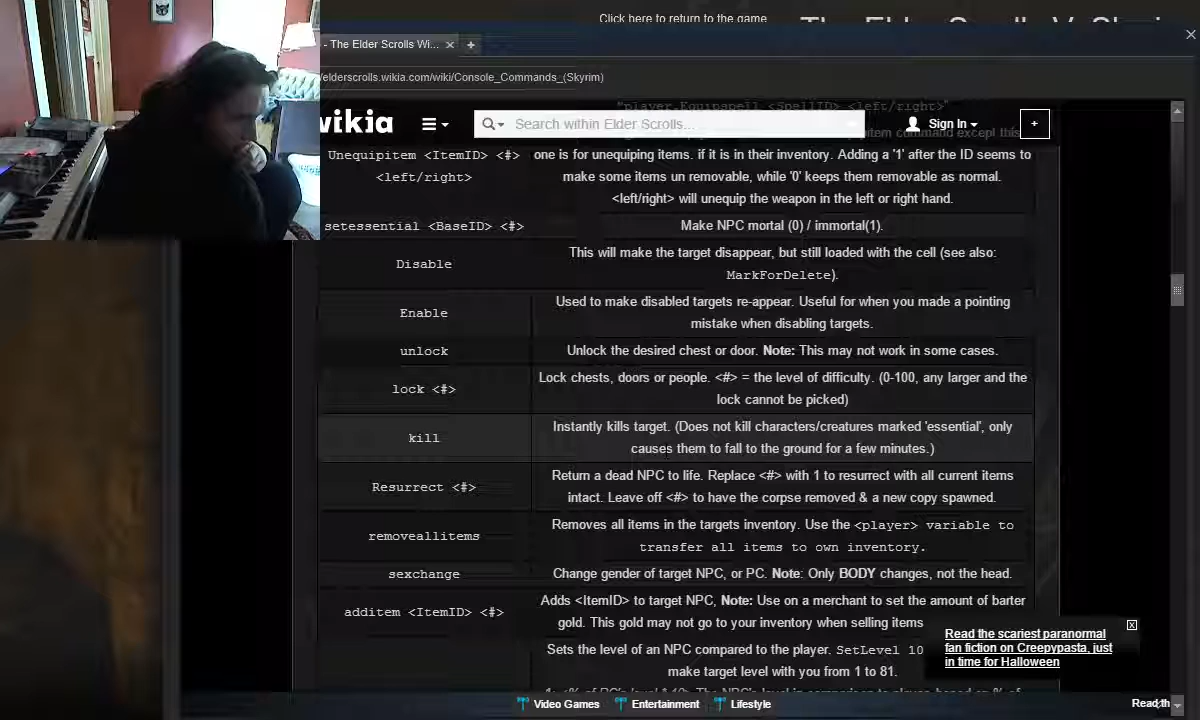 Click here to return to the game
The Elder Scrolls V: Skyri
- The Elder Scrolls Wi... × +
/elderscrolls.wikia.com/wiki/Console_Commands_(Skyrim)
"player.Equipspell <SpellID> <left/right>"
wikia
Search within Elder Scrolls...
Sign In
+
item command except this
Unequipitem <ItemID> <#> <left/right>
one is for unequiping items. if it is in their inventory. Adding a '1' after the ID seems to
make some items un removable, while '0' keeps them removable as normal.
<left/right> will unequip the weapon in the left or right hand.
setessential <BaseID> <#>
Make NPC mortal (0) / immortal(1).
Disable
This will make the target disappear, but still loaded with the cell (see also:
MarkForDelete).
Enable
Used to make disabled targets re-appear. Useful for when you made a pointing
mistake when disabling targets.
unlock
Unlock the desired chest or door. Note: This may not work in some cases.
lock <#>
Lock chests, doors or people. <#> = the level of difficulty. (0-100, any larger and the
lock cannot be picked)
kill
Instantly kills target. (Does not kill characters/creatures marked 'essential', only
causes them to fall to the ground for a few minutes.)
Resurrect <#>
Return a dead NPC to life. Replace <#> with 1 to resurrect with all current items
intact. Leave off <#> to have the corpse removed & a new copy spawned.
removeallitems
Removes all items in the targets inventory. Use the <player> variable to
transfer all items to own inventory.
sexchange
Change gender of target NPC, or PC. Note: Only BODY changes, not the head.
additem <ItemID> <#>
Adds <ItemID> to target NPC, Note: Use on a merchant to set the amount of barter
gold. This gold may not go to your inventory when selling items
Sets the level of an NPC compared to the player. SetLevel 10
make target level with you from 1 to 81.
Read the scariest paranormal
fan fiction on Creepypasta, just
in time for Halloween
Video Games
Entertainment
Lifestyle
Read th